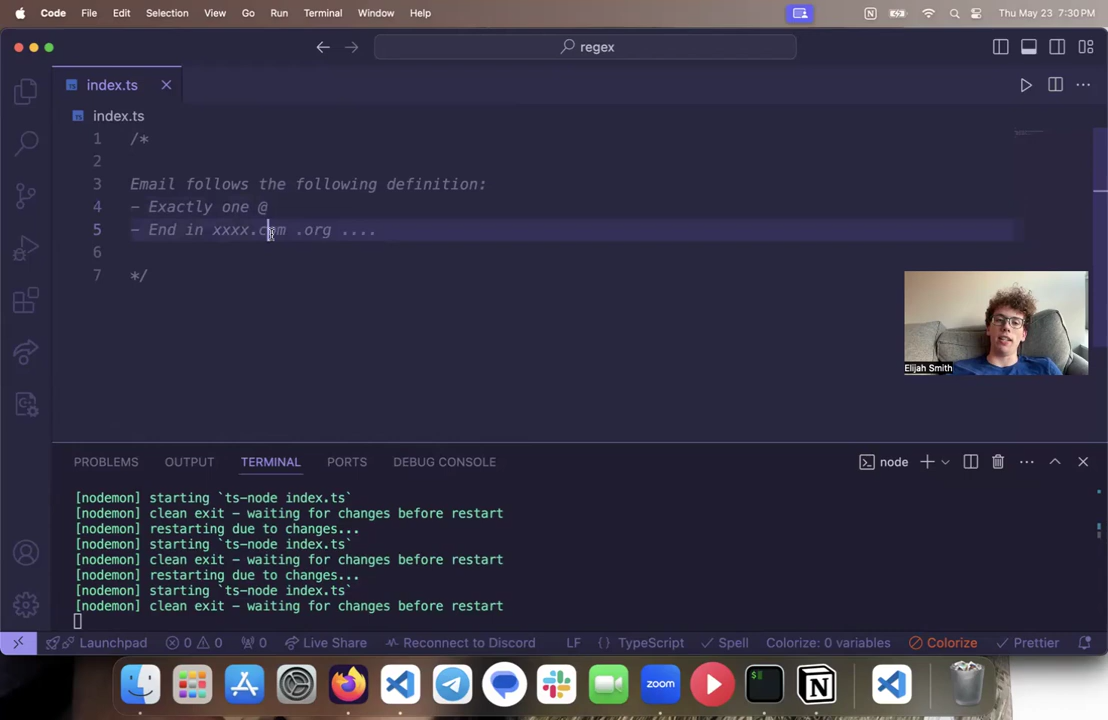 Code File Edit Selection View Go Run Terminal Window Help N Thu May 23 7:30 PM
regex
TS index.ts
TS index.ts
1 /*
2
3 Email follows the following definition:
4 - Exactly one @
5 - End in xxxx.com .org ....
6
7 */
Elijah Smith
PROBLEMS OUTPUT TERMINAL PORTS DEBUG CONSOLE node
[nodemon] starting `ts-node index.ts`
[nodemon] clean exit - waiting for changes before restart
[nodemon] restarting due to changes...
[nodemon] starting `ts-node index.ts`
[nodemon] clean exit - waiting for changes before restart
[nodemon] restarting due to changes...
[nodemon] starting `ts-node index.ts`
[nodemon] clean exit - waiting for changes before restart
Launchpad 0 0 0 Live Share Reconnect to Discord LF {} TypeScript Spell Colorize: 0 variables Colorize Prettier
zoom $ N